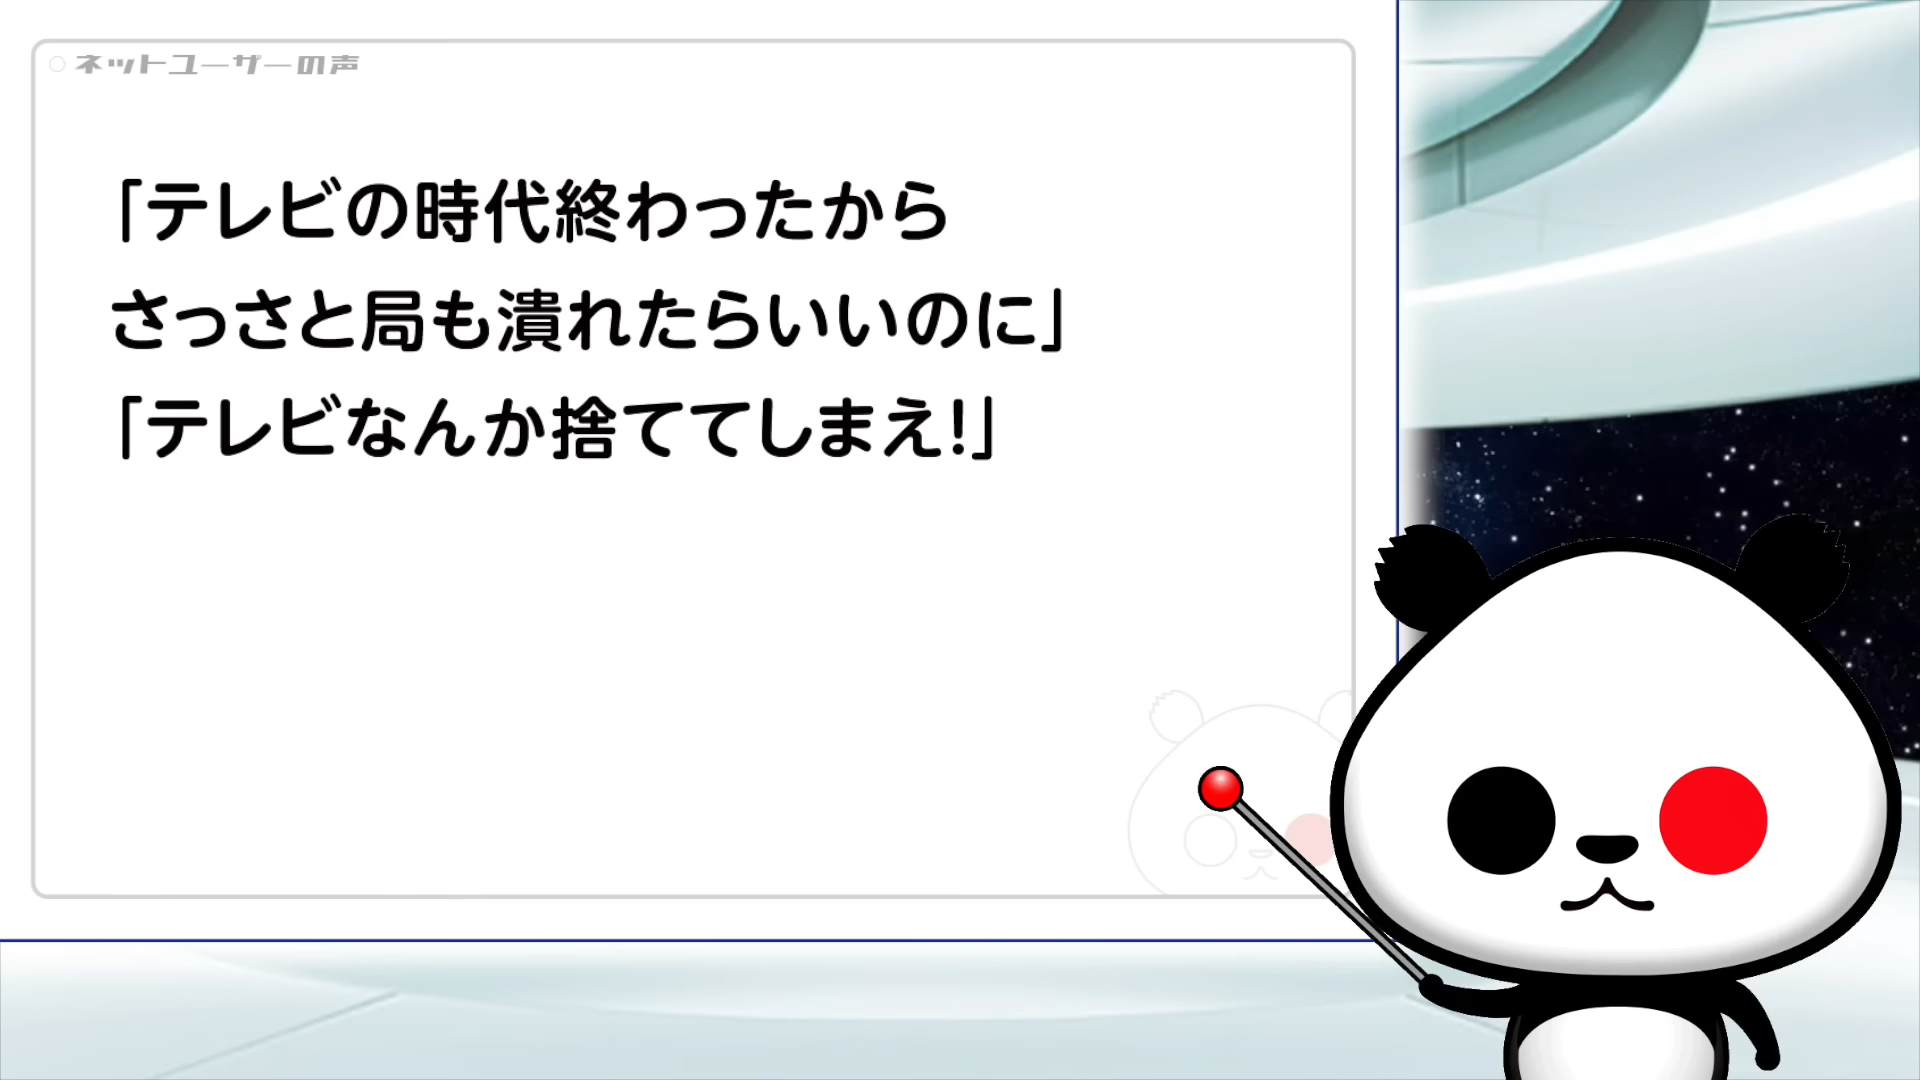 ネットユーザーの声
「テレビの時代終わったから
さっさと局も潰れたらいいのに」
「テレビなんか捨ててしまえ!」